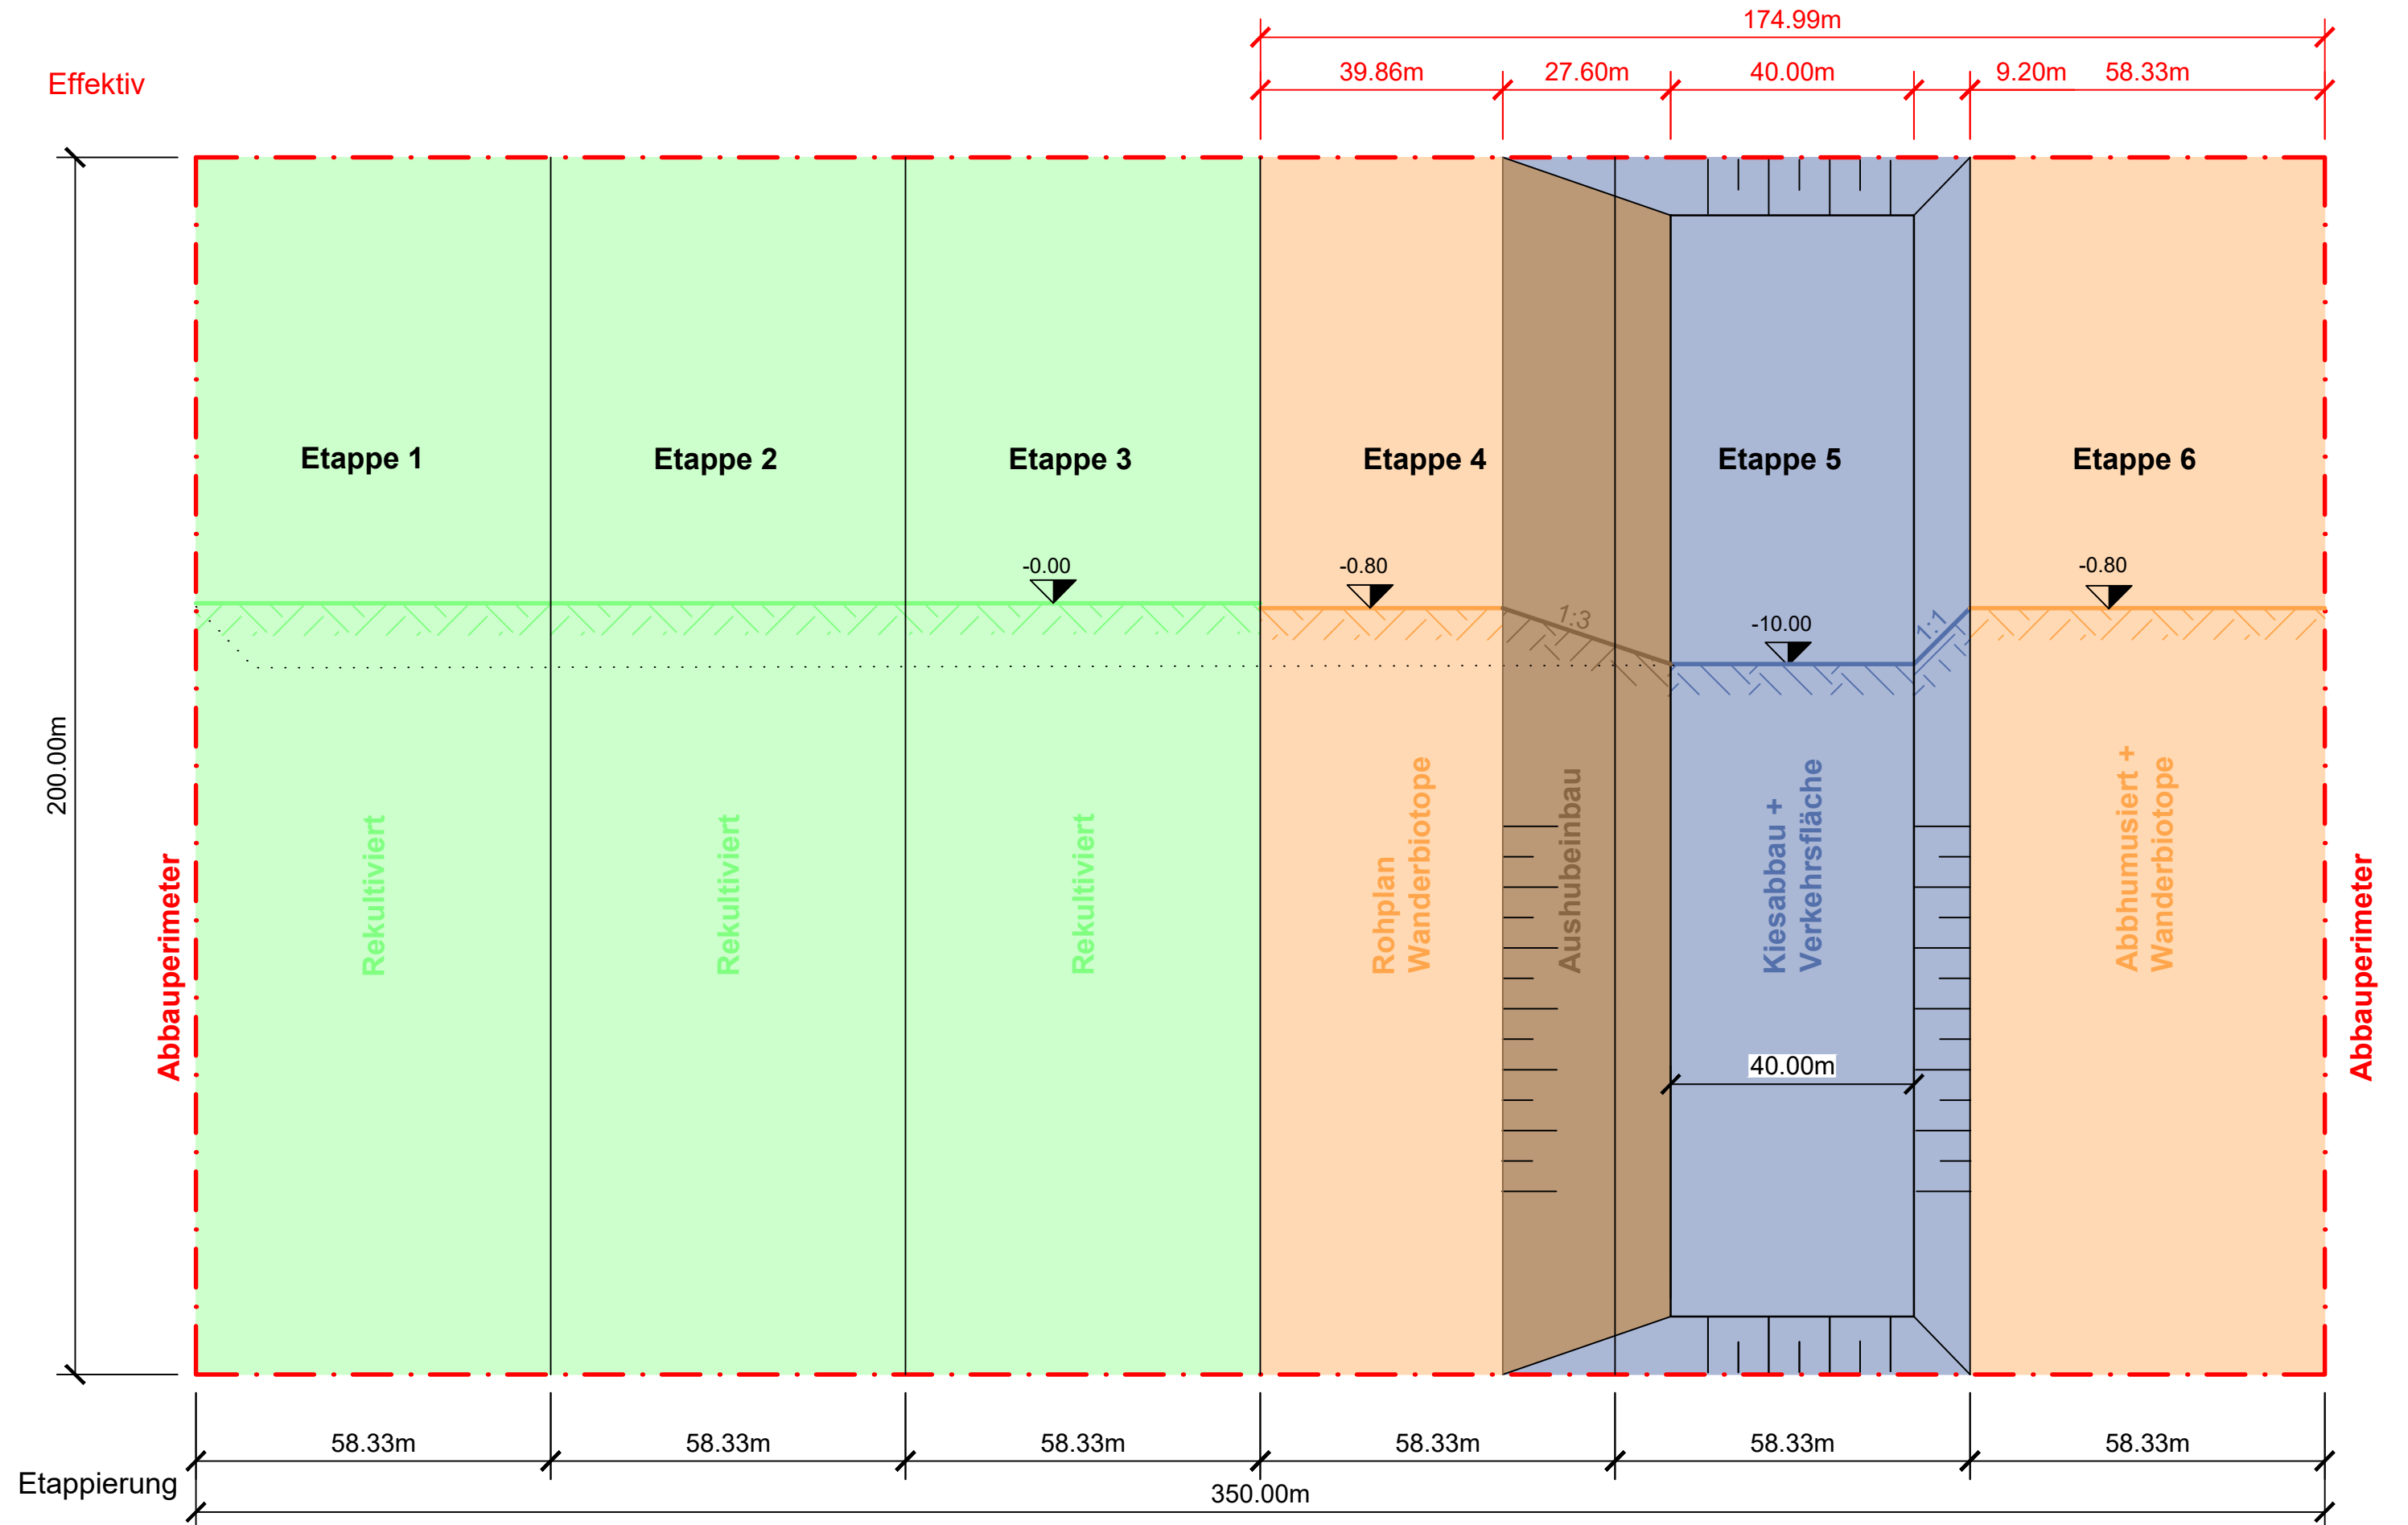 174.99m
Effektiv
39.86m 27.60m 40.00m 9.20m 58.33m
Etappe 1 Etappe 2 Etappe 3 Etappe 4 Etappe 5 Etappe 6
-0.00 -0.80 -0.80
1:3 -10.00 1:1
200.00m
Abbauperimeter
Rekultiviert
Rekultiviert
Rekultiviert
Rohplan
Wanderbiotope
Aushubeinbau
Kiesabbau +
Verkehrsfläche
Abbhumusiert +
Wanderbiotope
Abbauperimeter
40.00m
58.33m 58.33m 58.33m 58.33m 58.33m 58.33m
Etappierung
350.00m